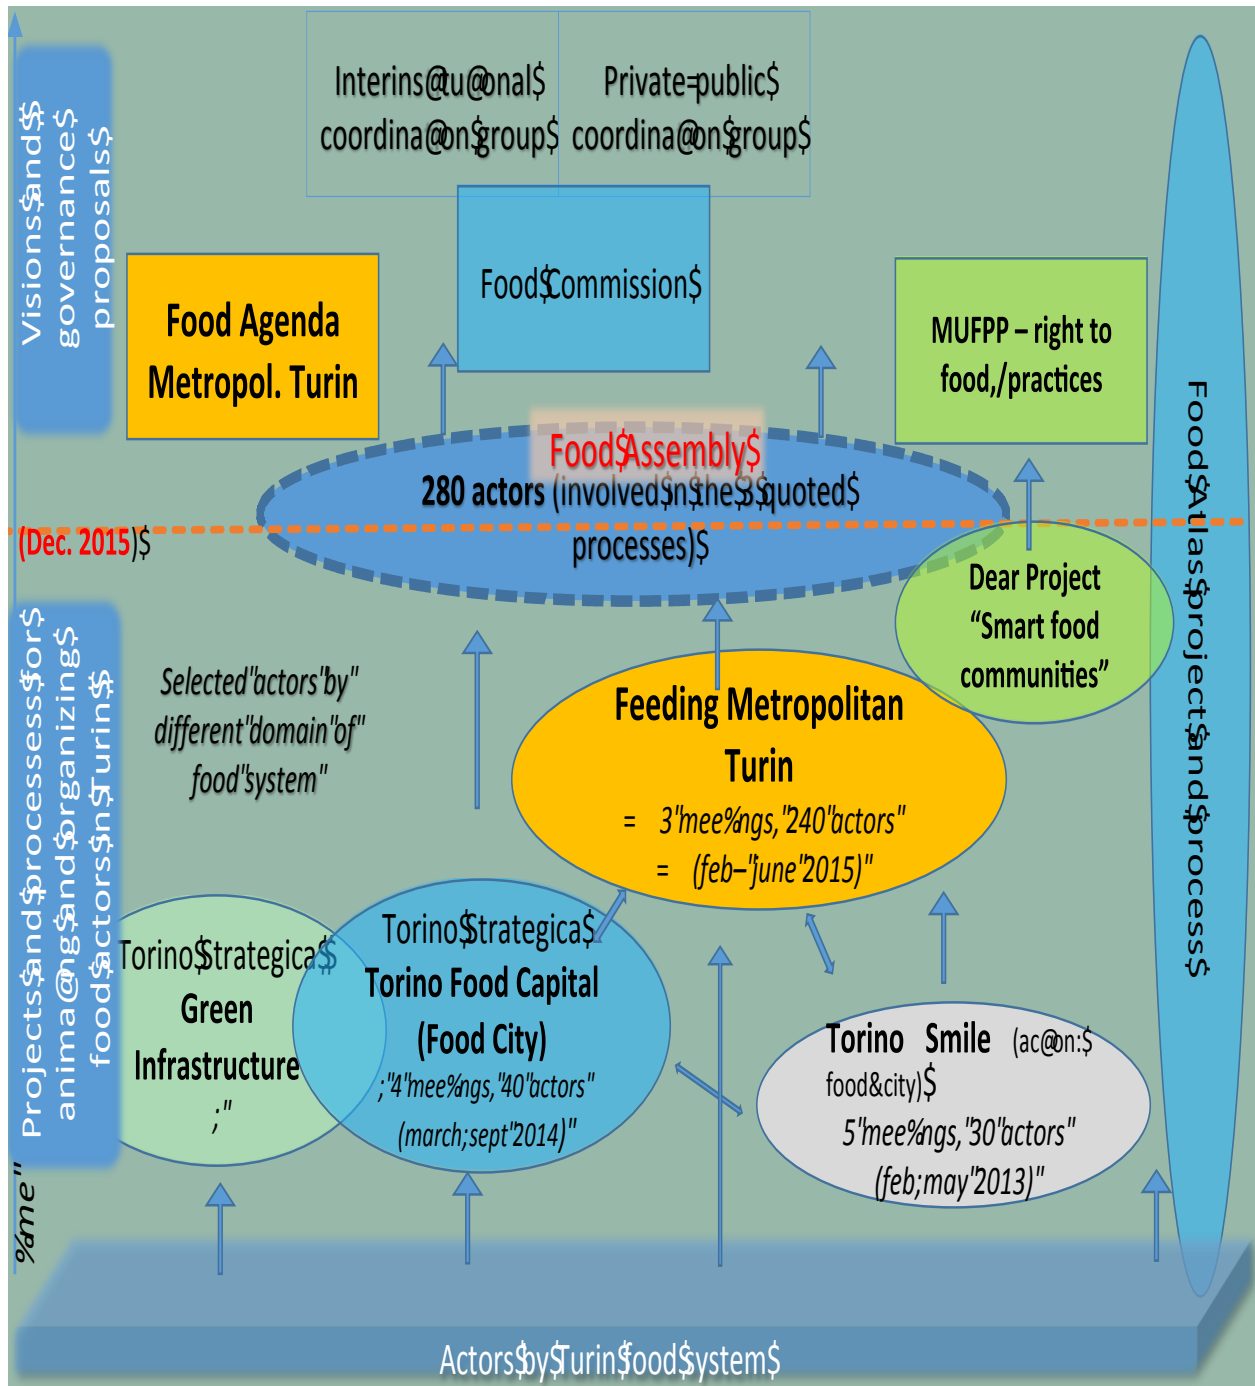 Interins@tu@onal$
coordina@on$group$
Private=public$
coordina@on$group$
Visions$and$
governance$
proposals$
Food$Commission$
Food Agenda
Metropol. Turin
MUFPP – right to
food,/practices
Food$Assembly$
280 actors (involved$in$the$3$quoted$
processes)$
(Dec. 2015)$
Dear Project
“Smart food
communities”
Food$Atlas$project$and$process$
Projects$and$processess$for$
anima@ng$and$organizing$
food$actors$in$Turin$
Selected"actors"by"
different"domain"of"
food"system"
Feeding Metropolitan
Turin
= 3"mee%ngs,"240"actors"
= (feb–"june"2015)"
Torino$Strategica$
Green
Infrastructure
;"
Torino$Strategica$
Torino Food Capital
(Food City)
;"4"mee%ngs,"40"actors"
(march;sept"2014)"
Torino Smile (ac@on:$
food&city)$
5"mee%ngs,"30"actors"
(feb;may"2013)"
%me"
Actors$by$Turin$food$system$